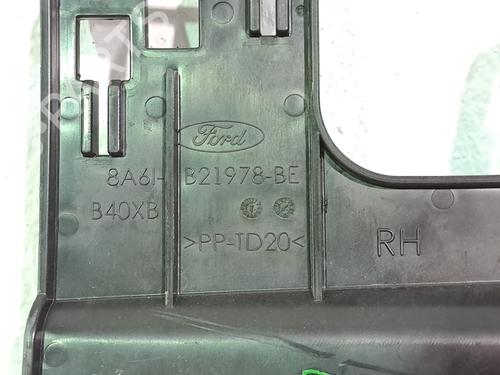 Ford
8A61- B21978-BE
B40XB
>PP-TD20<
RH